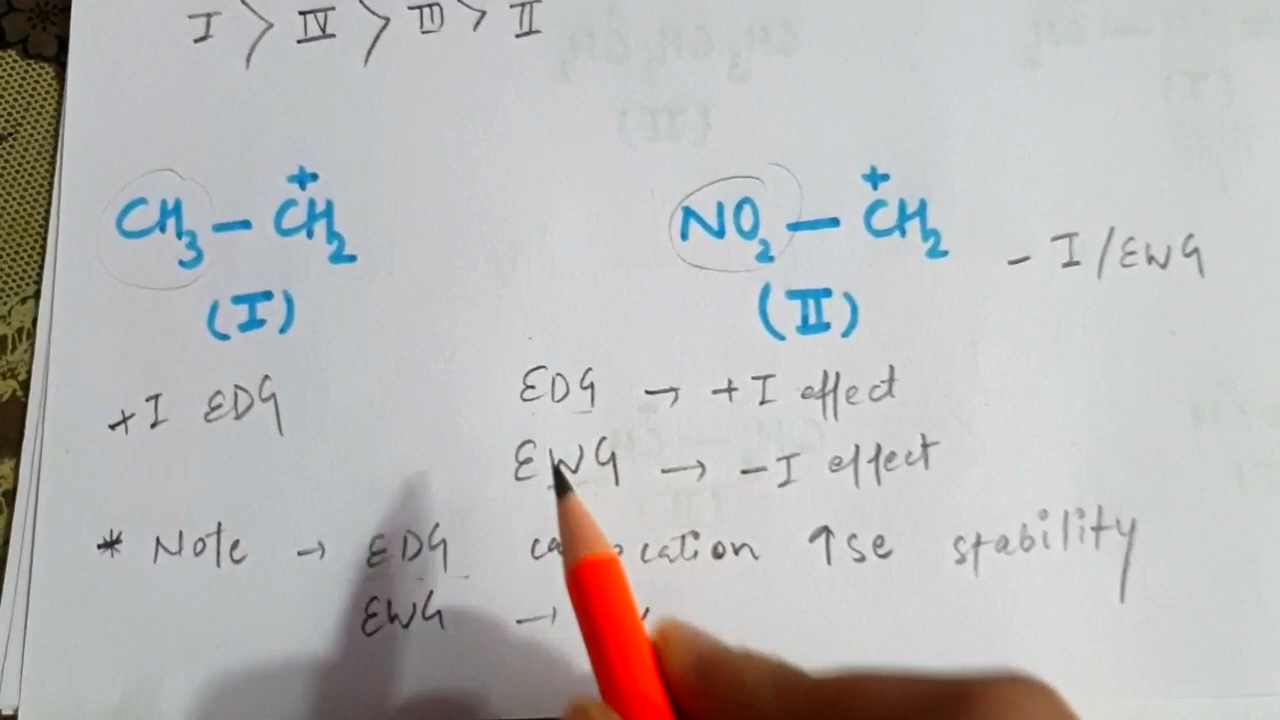 I > IV > III > II
CH₃ – C⁺H₂ NO₂ – C⁺H₂ - I/EWG
(I) (II)
+I EDG
EDG → +I effect
EWG → -I effect
* Note → EDG ↑se stability
EWG →